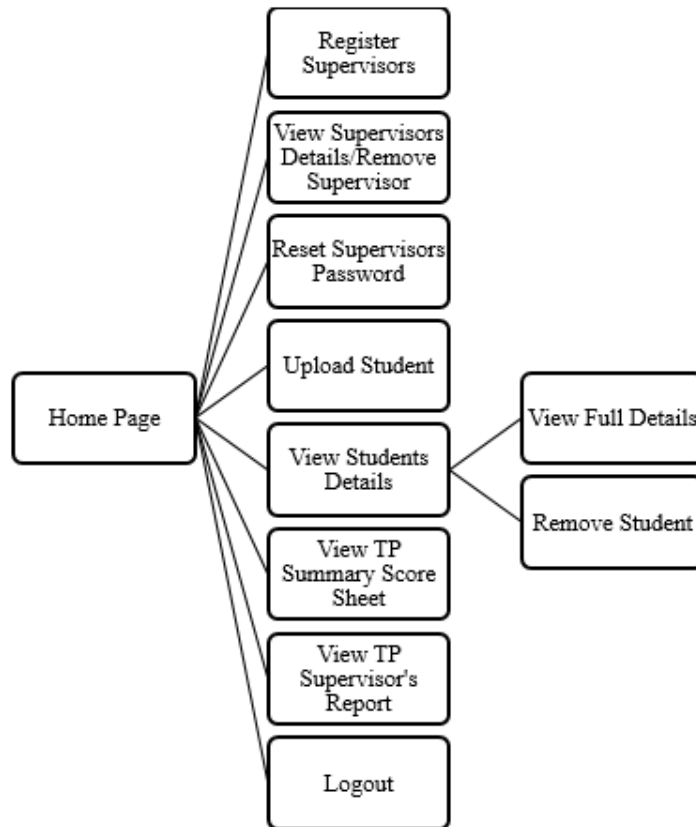 Register
Supervisors
View Supervisors
Details/Remove
Supervisor
Reset Supervisors
Password
Upload Student
Home Page
View Students
Details
View Full Details
Remove Student
View TP
Summary Score
Sheet
View TP
Supervisor's
Report
Logout